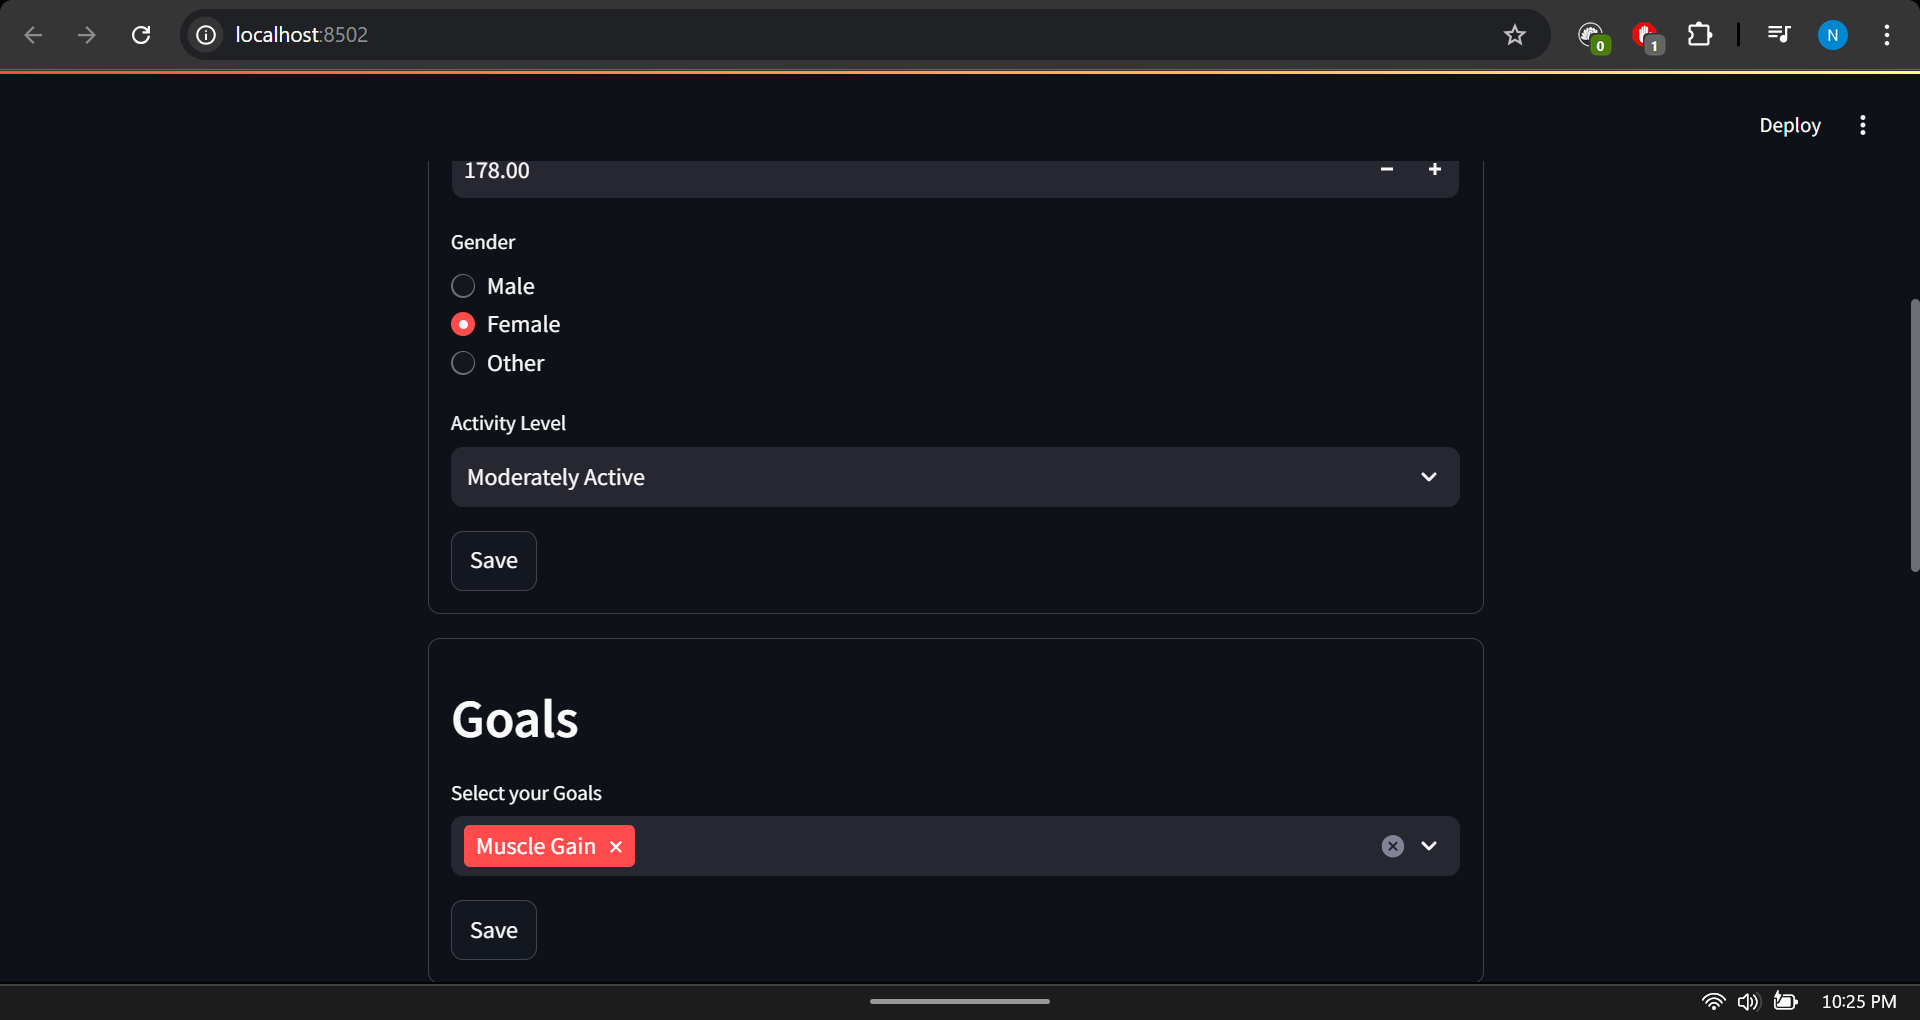 localhost:8502
0
1
N
Deploy
178.00
Gender
Male
Female
Other
Activity Level
Moderately Active
Save
Goals
Select your Goals
Muscle Gain
Save
10:25 PM